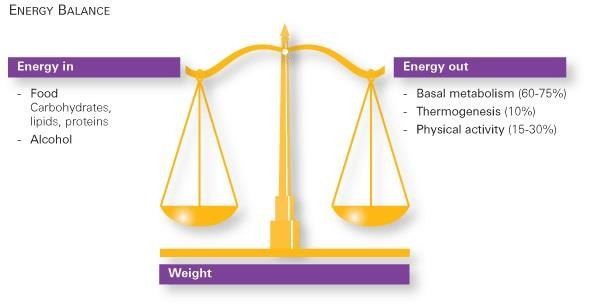 ENERGY BALANCE
Energy in
- Food
Carbohydrates,
lipids, proteins
- Alcohol
Energy out
- Basal metabolism (60-75%)
- Thermogenesis (10%)
- Physical activity (15-30%)
Weight